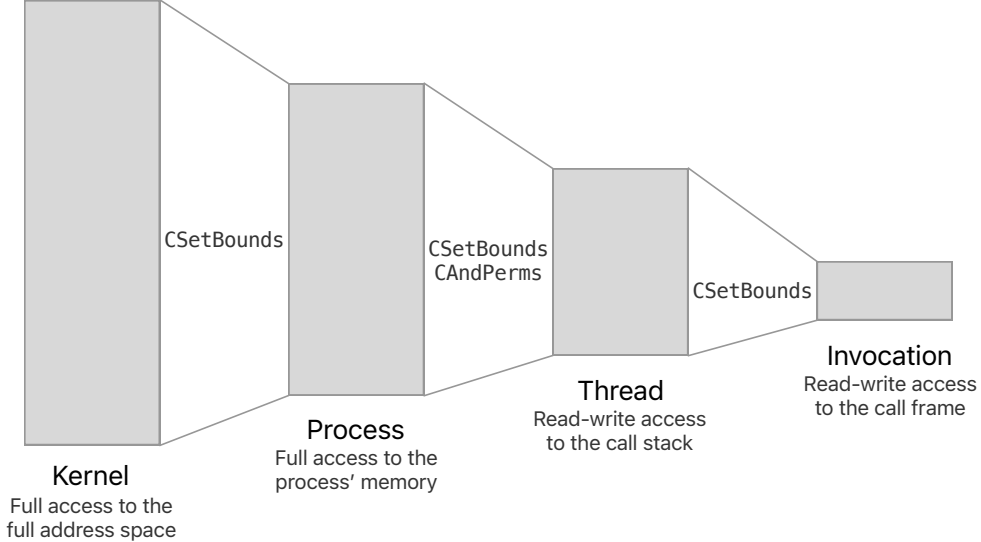 CSetBounds
CSetBounds
CAndPerms
CSetBounds
Kernel
Full access to the
full address space
Process
Full access to the
process’ memory
Thread
Read-write access
to the call stack
Invocation
Read-write access
to the call frame